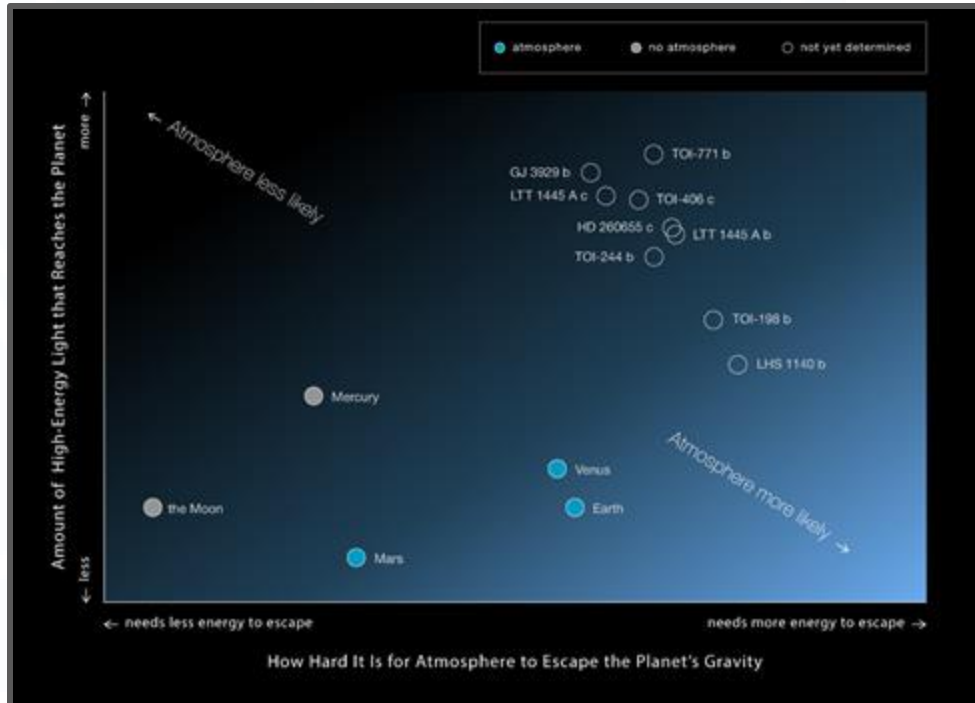 atmosphere
no atmosphere
not yet determined
Amount of High-Energy Light that Reaches the Planet
more →
← less
← Atmosphere less likely
TOI-771 b
GJ 3929 b
LTT 1445 A c
TOI-406 c
HD 260655 c
LTT 1445 A b
TOI-244 b
TOI-198 b
LHS 1140 b
Mercury
Atmosphere more likely →
Venus
the Moon
Earth
Mars
← needs less energy to escape
needs more energy to escape →
How Hard It Is for Atmosphere to Escape the Planet's Gravity